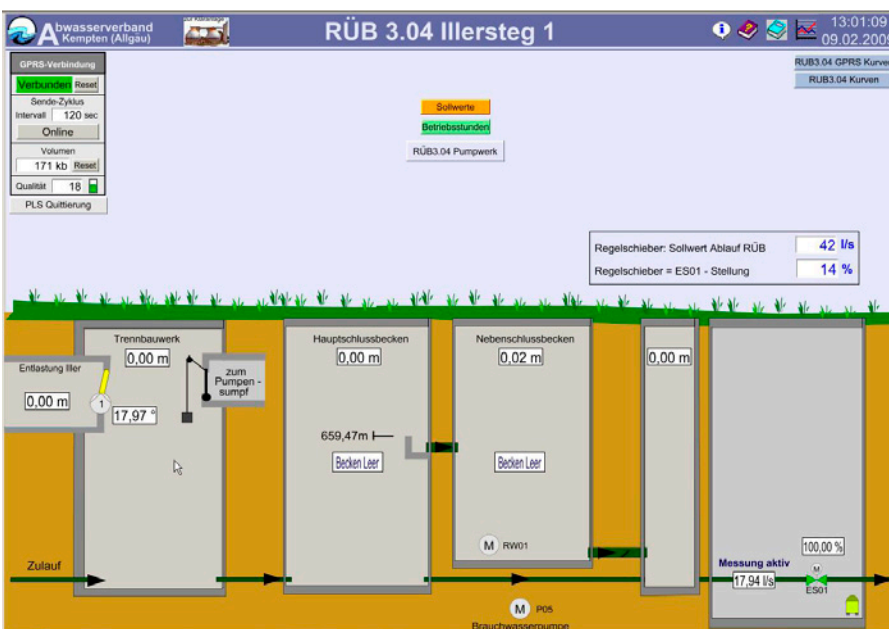 Abwasserverband
Kempten (Allgäu)
RÜB 3.04 Illersteg 1
13:01:09
09.02.2009
GPRS-Verbindung
Verbunden Reset
Sende-Zyklus
Intervall 120 sec
Online
Volumen
171 kb Reset
Qualität 18
PLS Quittierung
RUB3.04 GPRS Kurven
RUB3.04 Kurven
Sollwerte
Betriebsstunden
RÜB3.04 Pumpwerk
Regelschieber: Sollwert Ablauf RÜB 42 l/s
Regelschieber = ES01 - Stellung 14 %
Trennbauwerk
0,00 m
Entlastung Iller
0,00 m
1
17,97 °
zum
Pumpen -
sumpf
Hauptschlussbecken
0,00 m
659,47m
Becken Leer
Nebenschlussbecken
0,02 m
Becken Leer
M RW01
0,00 m
Zulauf
100,00 %
Messung aktiv
17,94 l/s
M
ES01
M P05
Brauchwasserpumpe